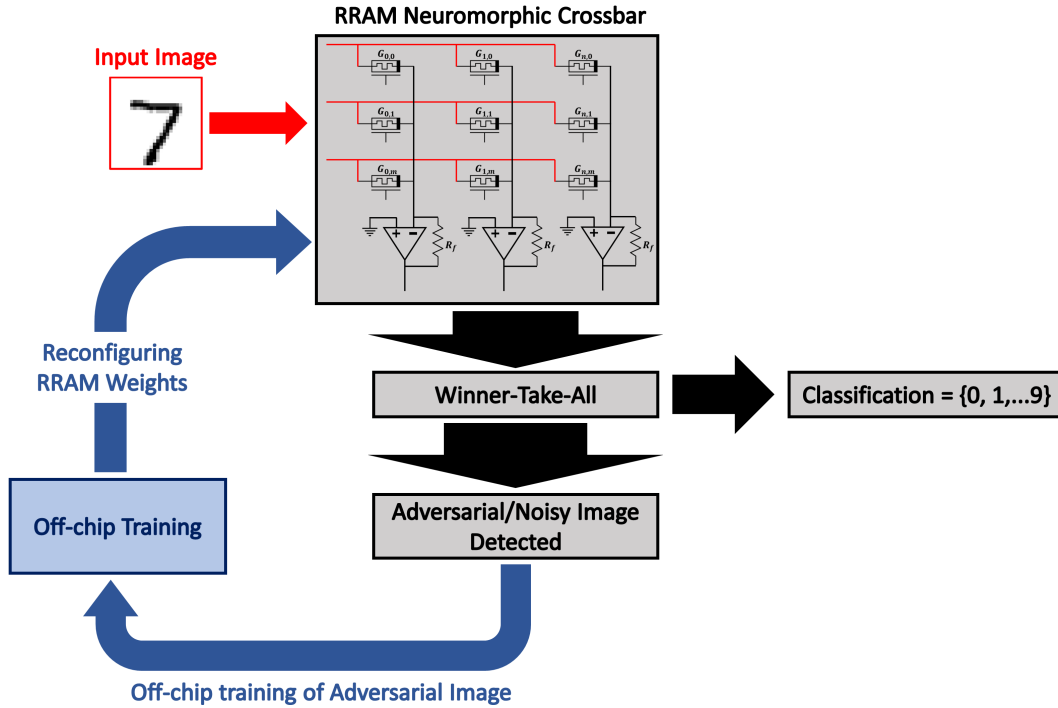 RRAM Neuromorphic Crossbar
Input Image
G0,0 G1,0 Gn,0
G0,1 G1,1 Gn,1
G0,m G1,m Gn,m
+ − Rf + − Rf + − Rf
Reconfiguring
RRAM Weights
Winner-Take-All
Classification = {0, 1,...9}
Off-chip Training
Adversarial/Noisy Image
Detected
Off-chip training of Adversarial Image
7